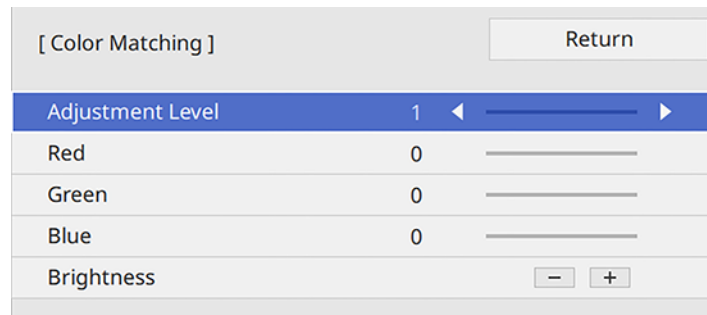 [ Color Matching ] Return
Adjustment Level 1
Red 0
Green 0
Blue 0
Brightness − +